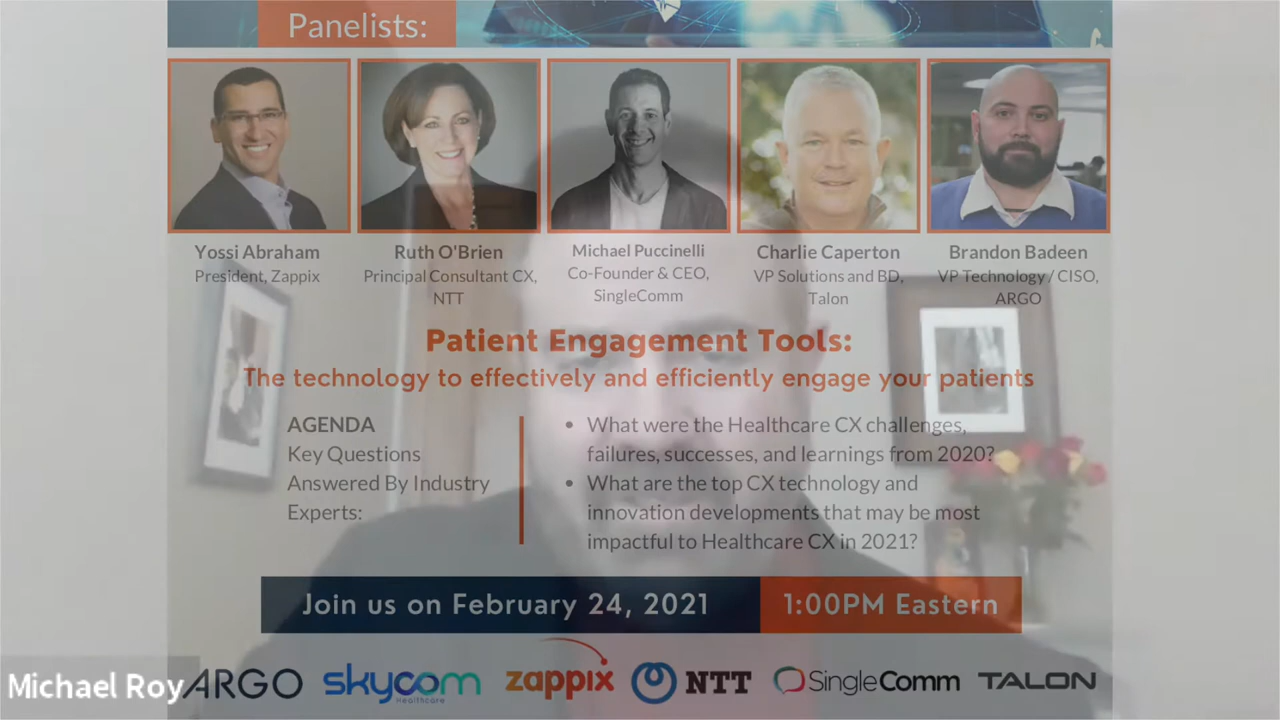 Panelists:
Yossi Abraham
President, Zappix
Ruth O'Brien
Principal Consultant CX,
NTT
Michael Puccinelli
Co-Founder & CEO,
SingleComm
Charlie Caperton
VP Solutions and BD,
Talon
Brandon Badeen
VP Technology / CISO,
ARGO
Patient Engagement Tools:
The technology to effectively and efficiently engage your patients
AGENDA
Key Questions
Answered By Industry
Experts:
• What were the Healthcare CX challenges,
failures, successes, and learnings from 2020?
• What are the top CX technology and
innovation developments that may be most
impactful to Healthcare CX in 2021?
Join us on February 24, 2021
1:00PM Eastern
Michael Roy
ARGO
skycom
Healthcare
zappix
NTT
SingleComm
TALON